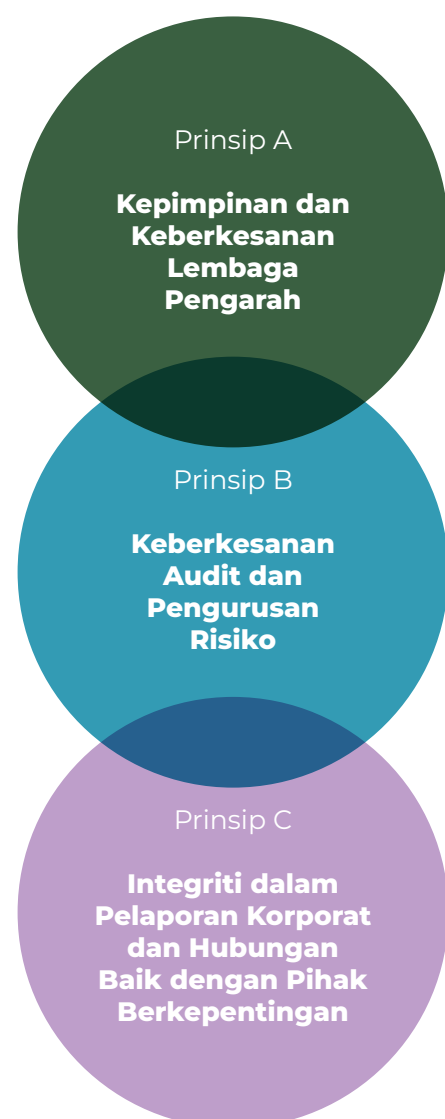 Prinsip A
Kepimpinan dan
Keberkesanan
Lembaga
Pengarah
Prinsip B
Keberkesanan
Audit dan
Pengurusan
Risiko
Prinsip C
Integriti dalam
Pelaporan Korporat
dan Hubungan
Baik dengan Pihak
Berkepentingan